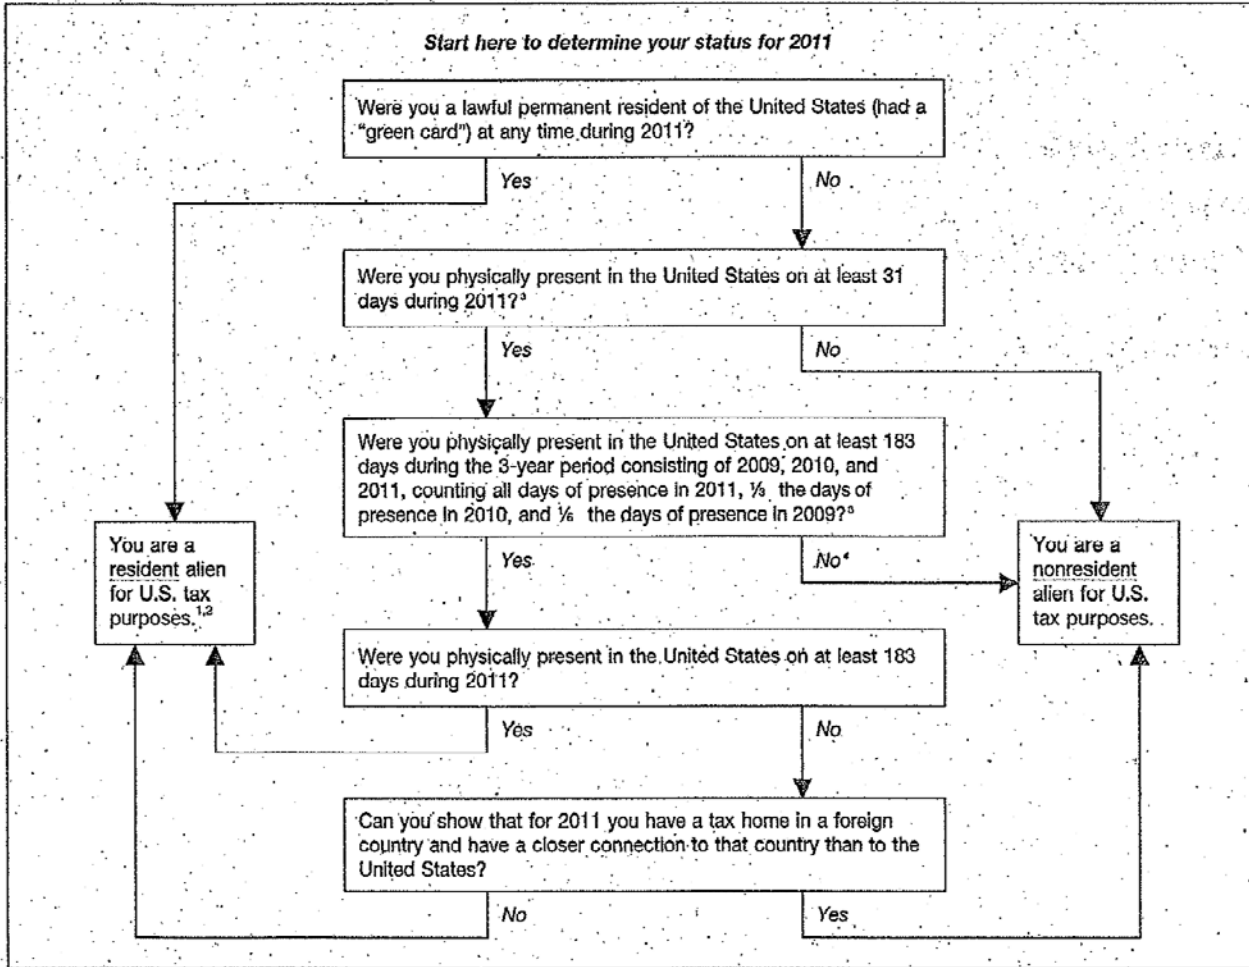 Start here to determine your status for 2011
Were you a lawful permanent resident of the United States (had a
"green card") at any time during 2011?
Yes
No
Were you physically present in the United States on at least 31
days during 2011?³
Yes
No
Were you physically present in the United States on at least 183
days during the 3-year period consisting of 2009, 2010, and
2011, counting all days of presence in 2011, ⅓ the days of
presence in 2010, and ⅙ the days of presence in 2009?³
Yes
No⁴
You are a
resident alien
for U.S. tax
purposes.¹,²
You are a
nonresident
alien for U.S.
tax purposes.
Were you physically present in the United States on at least 183
days during 2011?
Yes
No
Can you show that for 2011 you have a tax home in a foreign
country and have a closer connection to that country than to the
United States?
No
Yes